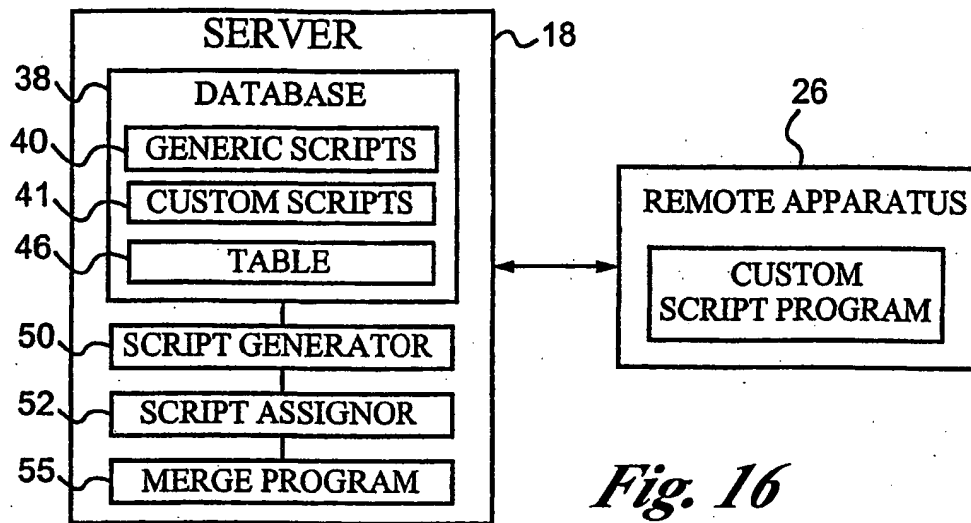 SERVER
18
38
DATABASE
40
GENERIC SCRIPTS
41
CUSTOM SCRIPTS
46
TABLE
50
SCRIPT GENERATOR
52
SCRIPT ASSIGNOR
55
MERGE PROGRAM
26
REMOTE APPARATUS
CUSTOM
SCRIPT PROGRAM
Fig. 16